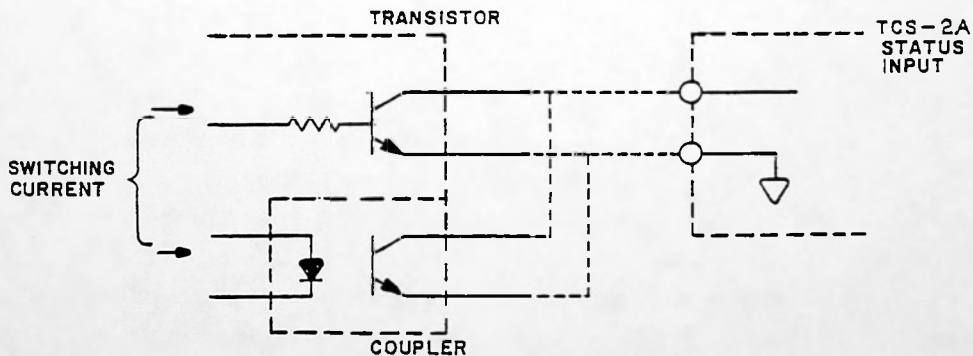 TRANSISTOR
TCS-2A
STATUS
INPUT
SWITCHING
CURRENT
COUPLER